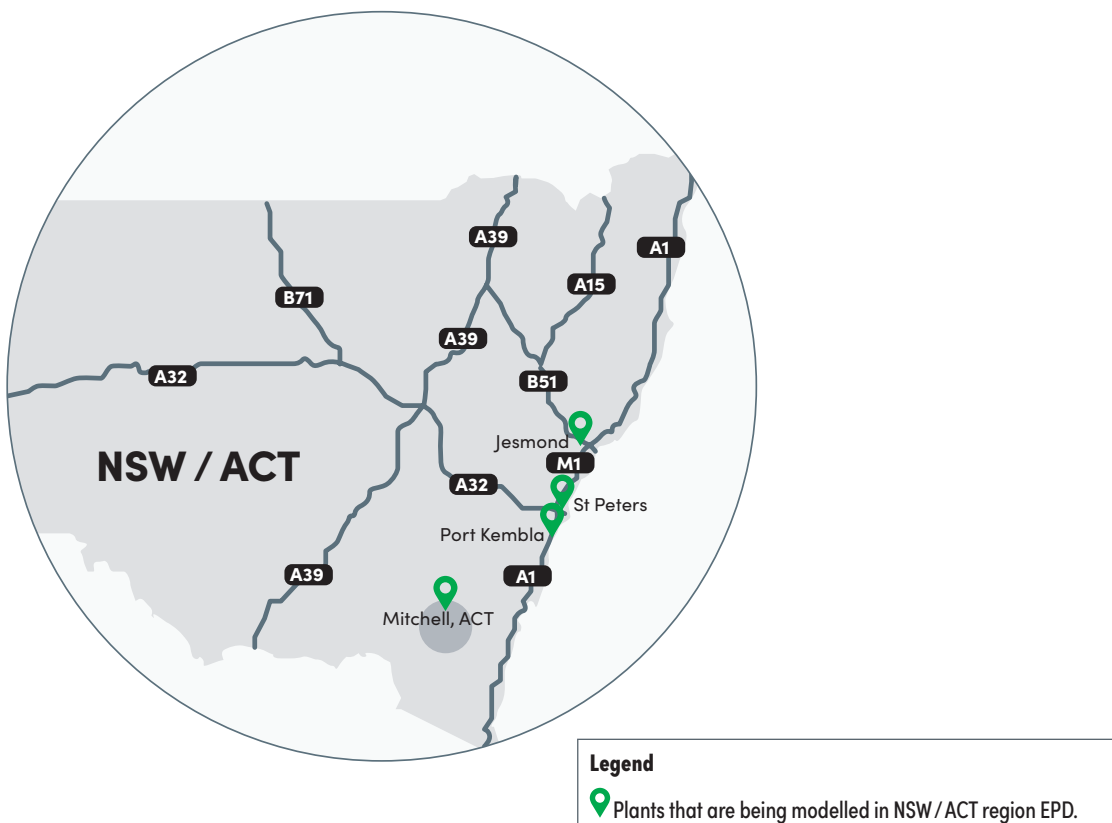 A39
A1
A15
B71
A39
A32
B51
Jesmond
NSW / ACT
M1
A32
St Peters
Port Kembla
A39
A1
Mitchell, ACT
Legend
Plants that are being modelled in NSW / ACT region EPD.